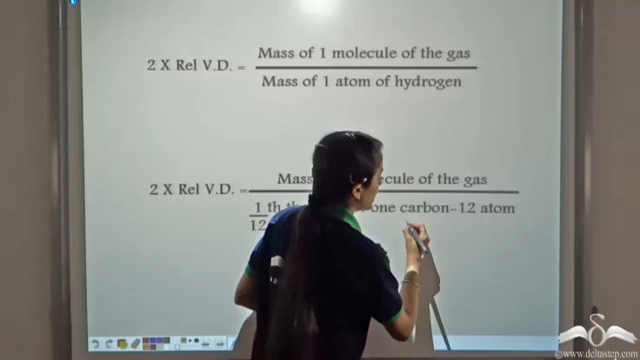 2 X Rel V.D. = Mass of 1 molecule of the gas
Mass of 1 atom of hydrogen
2 X Rel V.D. = Mass of the gas
1 th one carbon-12 atom
12
©www.deltastep.com